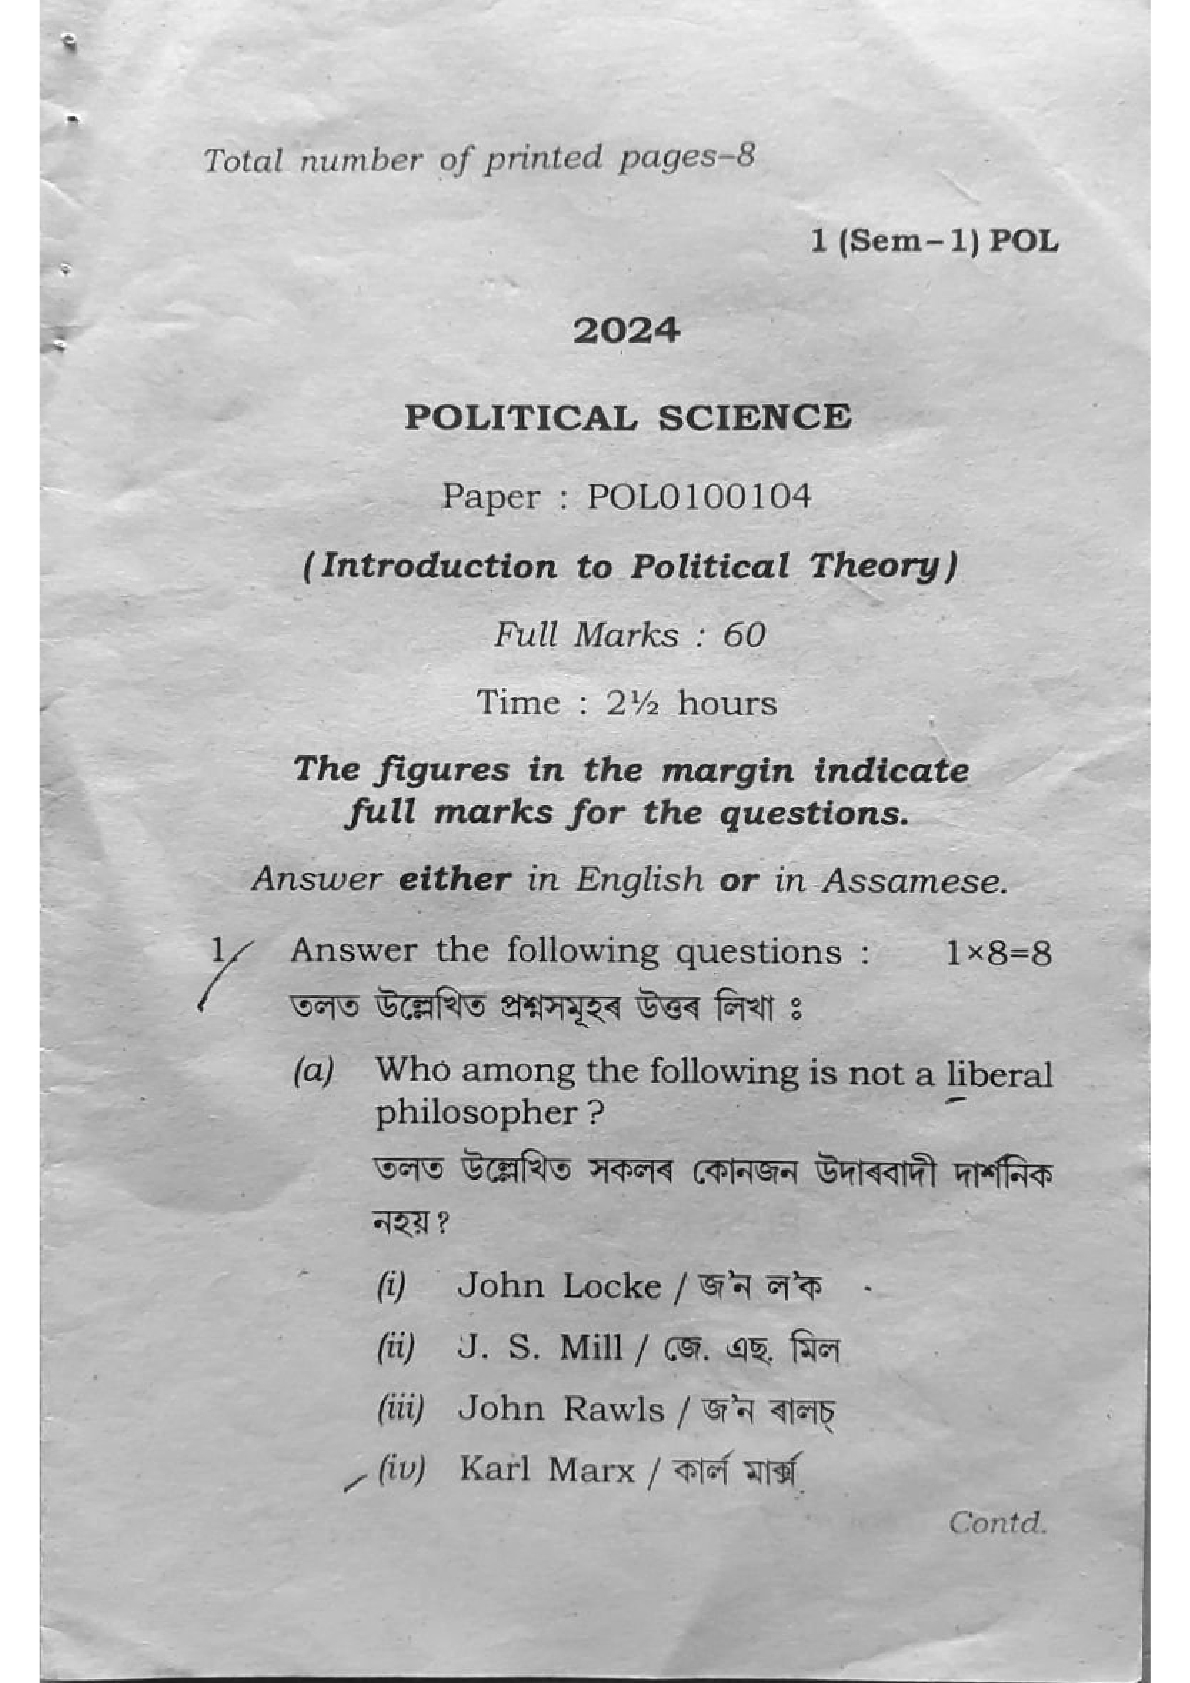 Total number of printed pages–8
1 (Sem–1) POL
2024
POLITICAL SCIENCE
Paper : POL0100104
(Introduction to Political Theory)
Full Marks : 60
Time : 2½ hours
The figures in the margin indicate
full marks for the questions.
Answer either in English or in Assamese.
1. Answer the following questions : 1×8=8
তলত উল্লেখিত প্ৰশ্নসমূহৰ উত্তৰ লিখা ঃ
(a) Who among the following is not a liberal
philosopher ?
তলত উল্লেখিত সকলৰ কোনজন উদাৰবাদী দাৰ্শনিক
নহয় ?
(i) John Locke / জ'ন ল'ক
(ii) J. S. Mill / জে. এছ. মিল
(iii) John Rawls / জ'ন ৰালচ্
(iv) Karl Marx / কাৰ্ল মাৰ্ক্স
Contd.